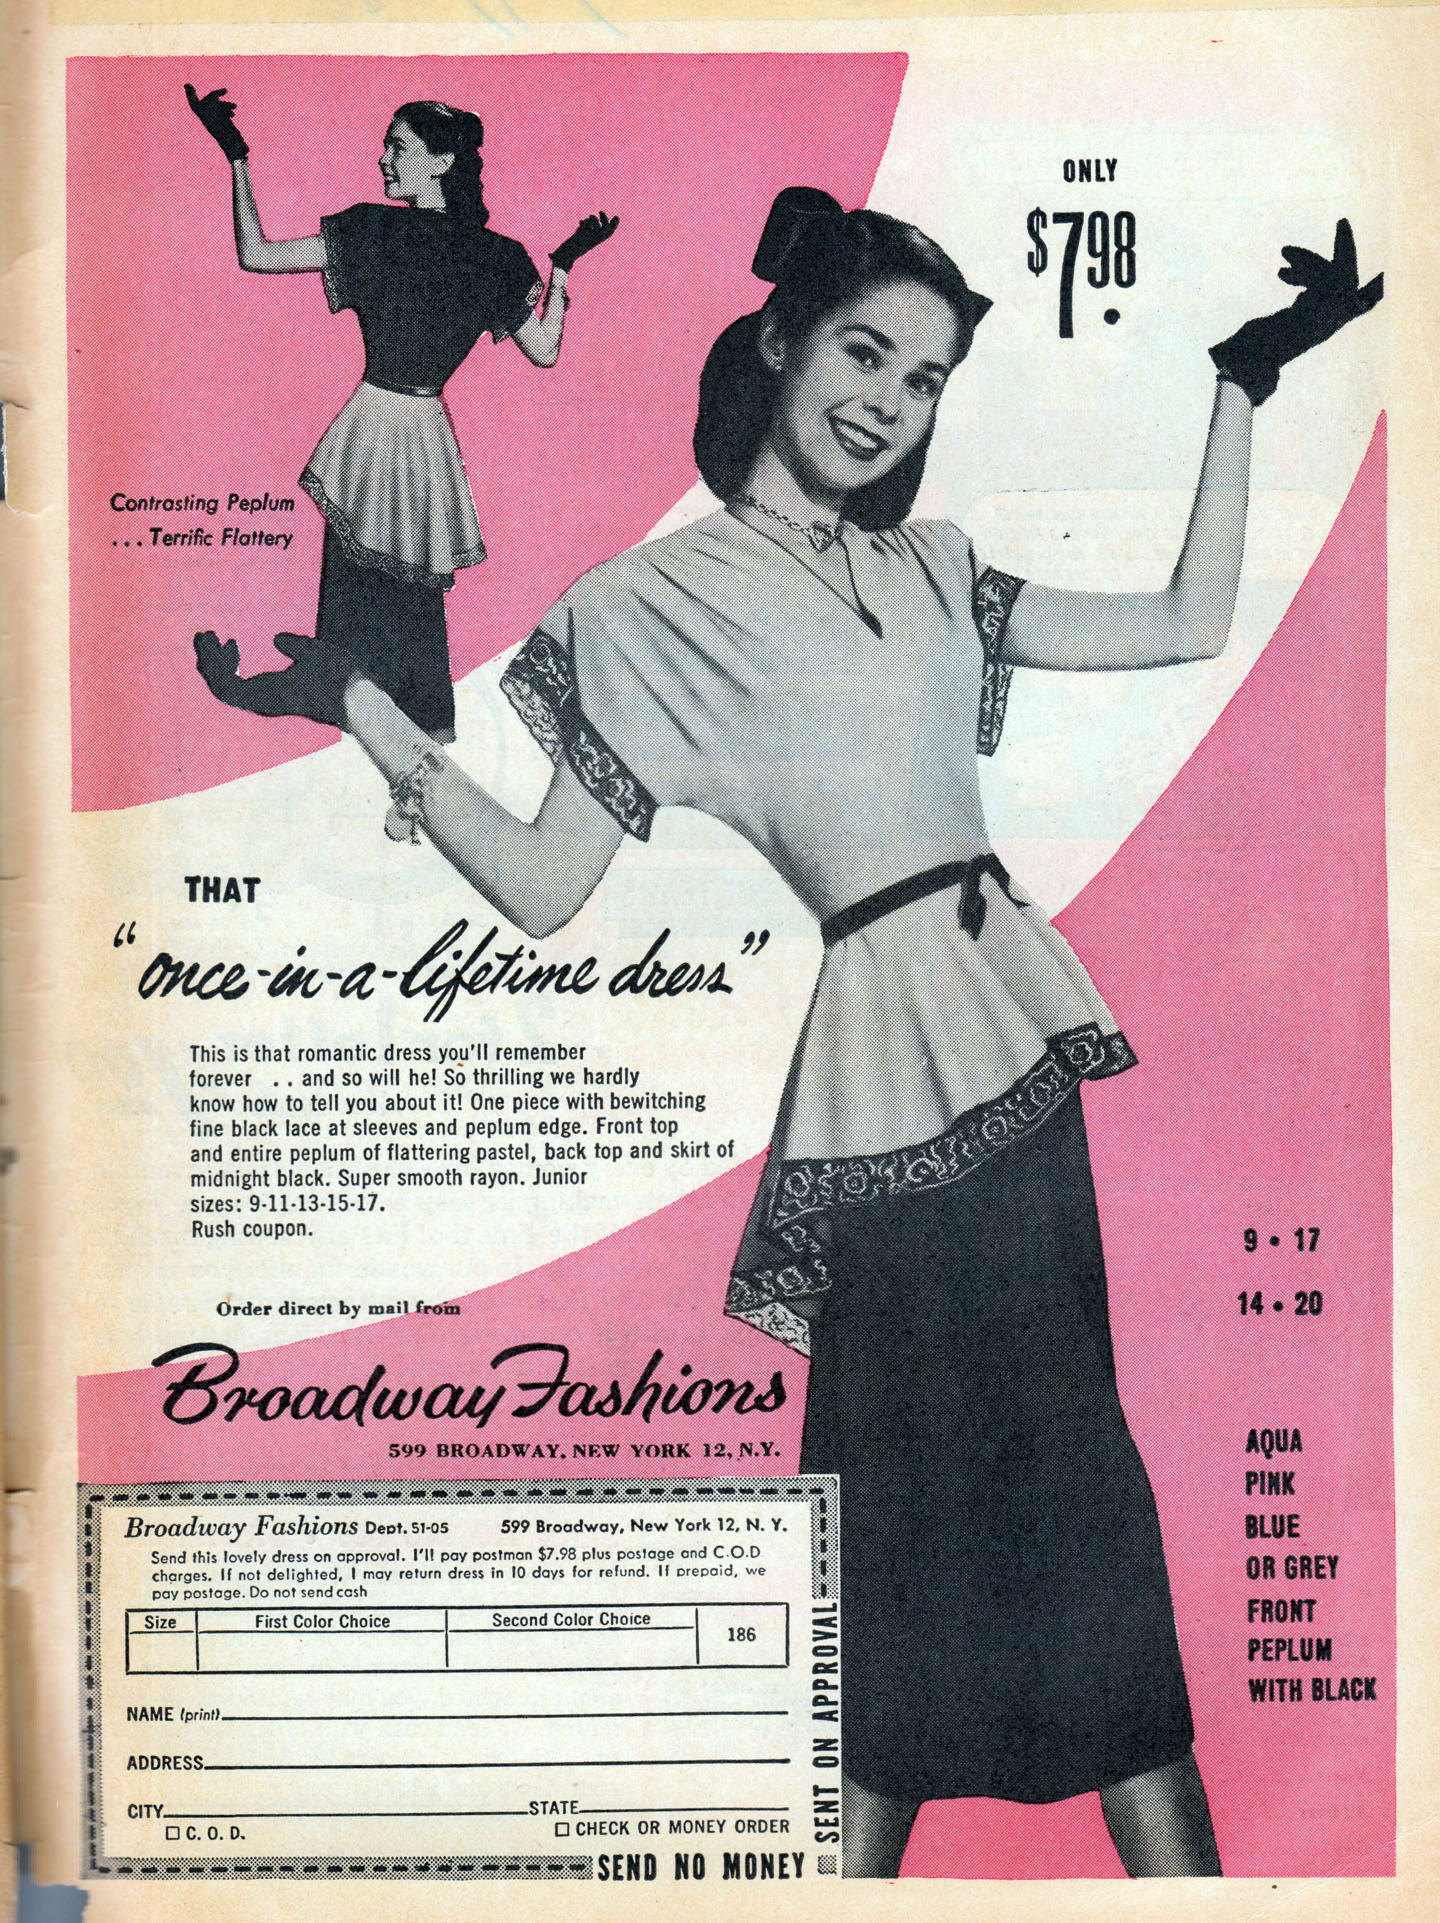 ONLY
$7.98
Contrasting Peplum
... Terrific Flattery
THAT
"once-in-a-lifetime dress"
This is that romantic dress you'll remember
forever .. and so will he! So thrilling we hardly
know how to tell you about it! One piece with bewitching
fine black lace at sleeves and peplum edge. Front top
and entire peplum of flattering pastel, back top and skirt of
midnight black. Super smooth rayon. Junior
sizes: 9-11-13-15-17.
Rush coupon.
Order direct by mail from
Broadway Fashions
599 BROADWAY, NEW YORK 12, N.Y.
9 • 17
14 • 20
AQUA
PINK
BLUE
OR GREY
FRONT
PEPLUM
WITH BLACK
Broadway Fashions Dept. 51-05 599 Broadway, New York 12, N. Y.
Send this lovely dress on approval. I'll pay postman $7.98 plus postage and C.O.D
charges. If not delighted, I may return dress in 10 days for refund. If prepaid, we
pay postage. Do not send cash
Size First Color Choice Second Color Choice 186
NAME (print)
ADDRESS
CITY STATE
☐ C. O. D. ☐ CHECK OR MONEY ORDER
SENT ON APPROVAL
SEND NO MONEY